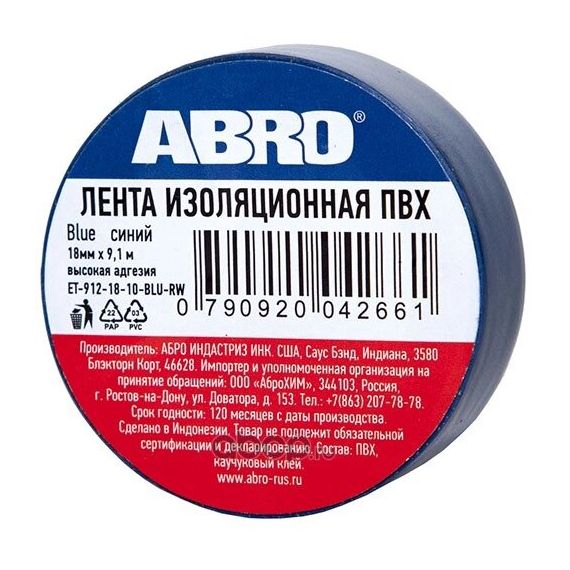 ABRO®
ЛЕНТА ИЗОЛЯЦИОННАЯ ПВХ
Blue синий
18мм x 9,1 м
высокая адгезия
ET-912-18-10-BLU-RW
0 790920 042661
22 03
PAP PVC
Производитель: АБРО ИНДАСТРИЗ ИНК. США, Саус Бэнд, Индиана, 3580
Блэкторн Корт, 46628. Импортер и уполномоченная организация на
принятие обращений: ООО «АброХИМ», 344103, Россия,
г. Ростов-на-Дону, ул. Доватора, д. 153. Тел.: +7(863) 207-78-78.
Срок годности: 120 месяцев с даты производства.
Сделано в Индонезии. Товар не подлежит обязательной
сертификации и декларированию. Состав: ПВХ,
каучуковый клей.
www.abro-rus.ru